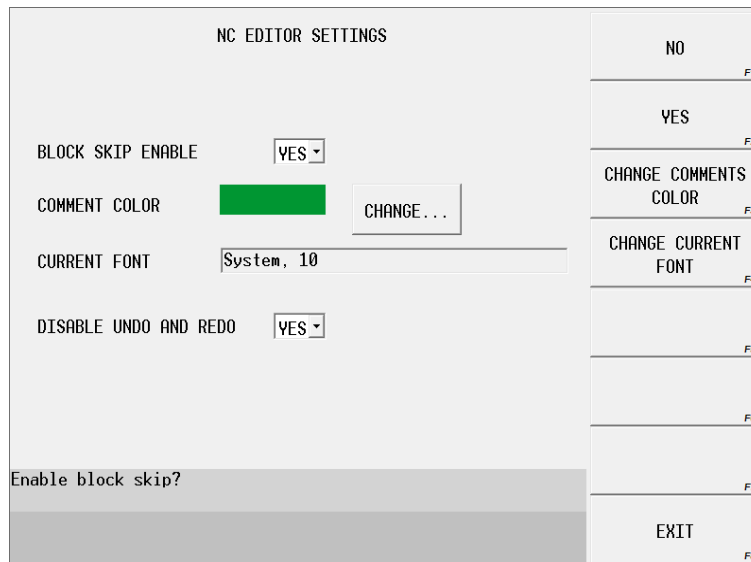 NC EDITOR SETTINGS
BLOCK SKIP ENABLE
YES
COMMENT COLOR
CHANGE...
CURRENT FONT
System, 10
DISABLE UNDO AND REDO
YES
Enable block skip?
NO
F
YES
F
CHANGE COMMENTS
COLOR
F
CHANGE CURRENT
FONT
F
F
F
F
EXIT
F